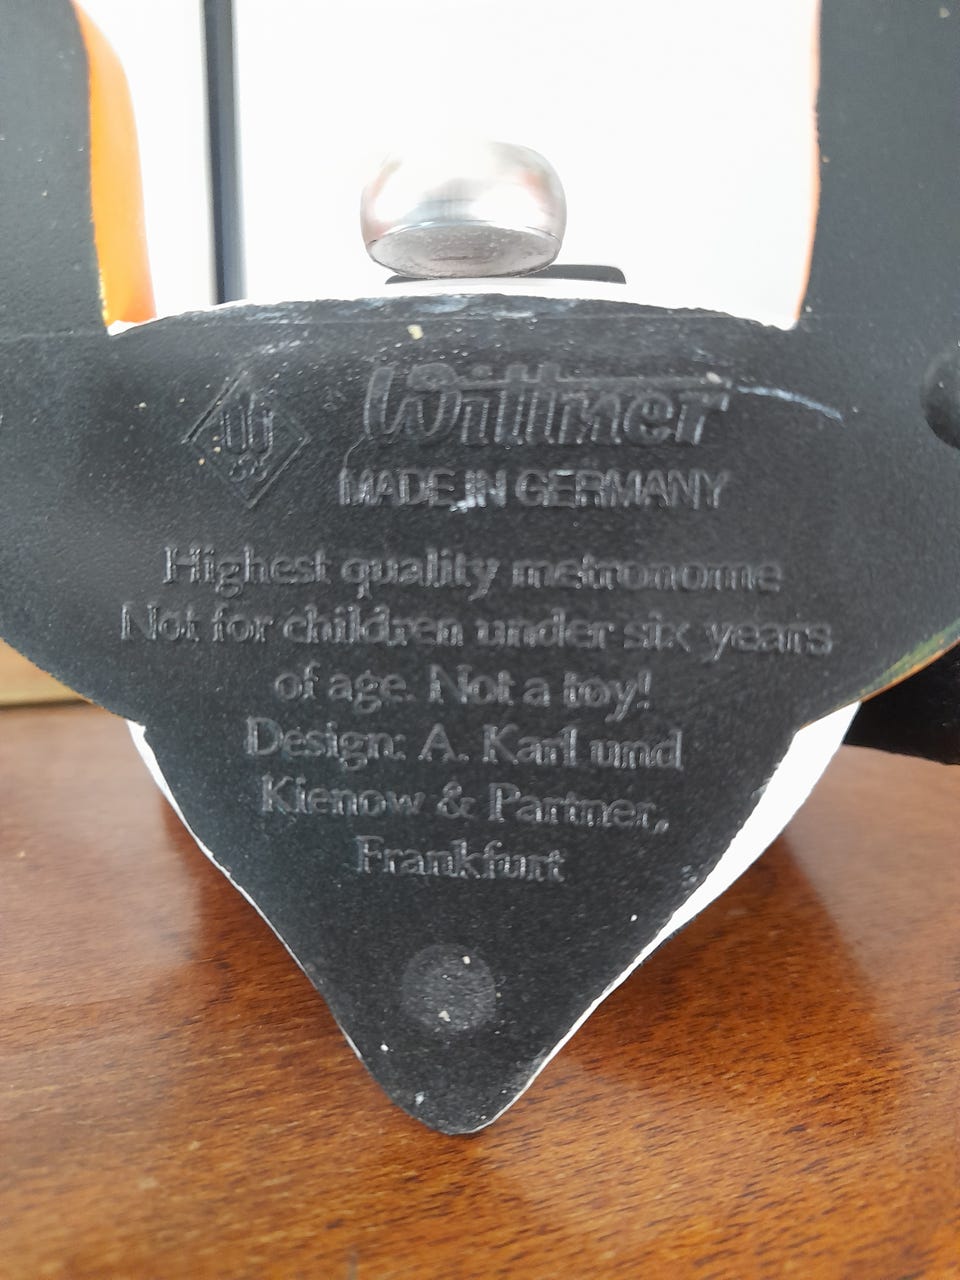 Wittner
MADE IN GERMANY
Highest quality metronome
Not for children under six years
of age. Not a toy!
Design: A. Karl und
Kienow & Partner,
Frankfurt